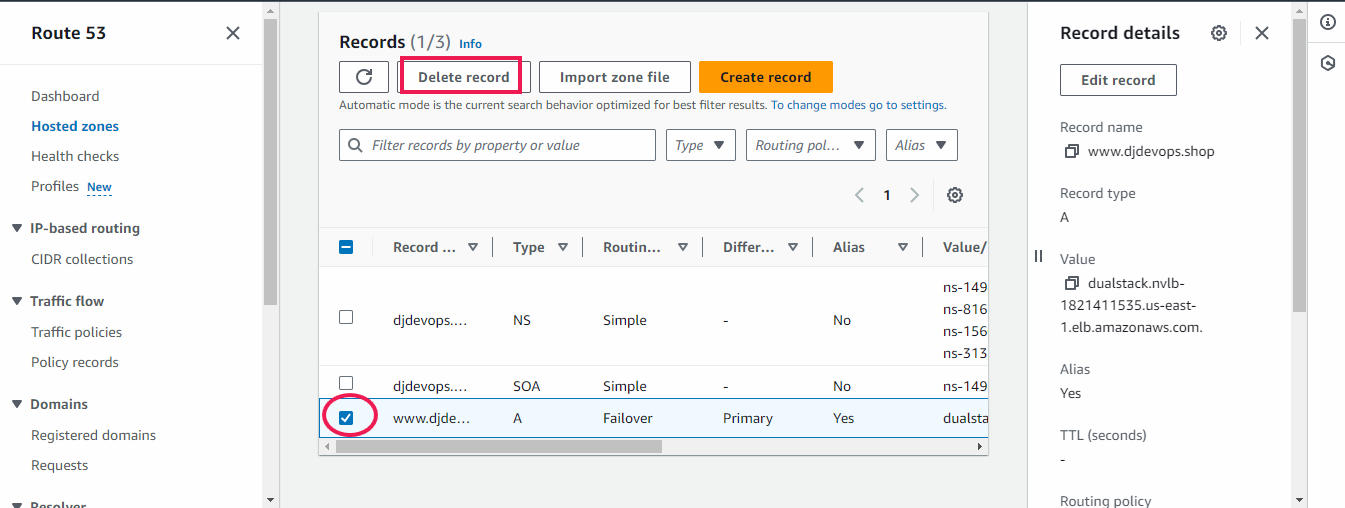 Route 53
Dashboard
Hosted zones
Health checks
Profiles New
IP-based routing
CIDR collections
Traffic flow
Traffic policies
Policy records
Domains
Registered domains
Requests
Resolver
Records (1/3) Info
Delete record Import zone file Create record
Automatic mode is the current search behavior optimized for best filter results. To change modes go to settings.
Filter records by property or value Type Routing pol... Alias
1
Record ... Type Routin... Differ... Alias Value/
djdevops.... NS Simple - No ns-149
ns-816
ns-156
ns-313
djdevops.... SOA Simple - No ns-149
www.djde... A Failover Primary Yes dualsta
Record details
Edit record
Record name
www.djdevops.shop
Record type
A
Value
dualstack.nvlb-
1821411535.us-east-
1.elb.amazonaws.com.
Alias
Yes
TTL (seconds)
-
Routing policy